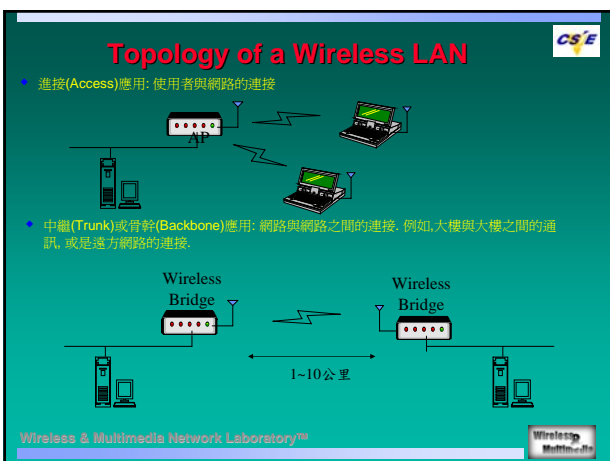 Topology of a Wireless LAN
CS/E
進接(Access)應用: 使用者與網路的連接
AP
中繼(Trunk)或骨幹(Backbone)應用: 網路與網路之間的連接. 例如,大樓與大樓之間的通
訊, 或是遠方網路的連接.
Wireless
Bridge
Wireless
Bridge
1~10公里
Wireless & Multimedia Network Laboratory™
Wireless
Multimedia